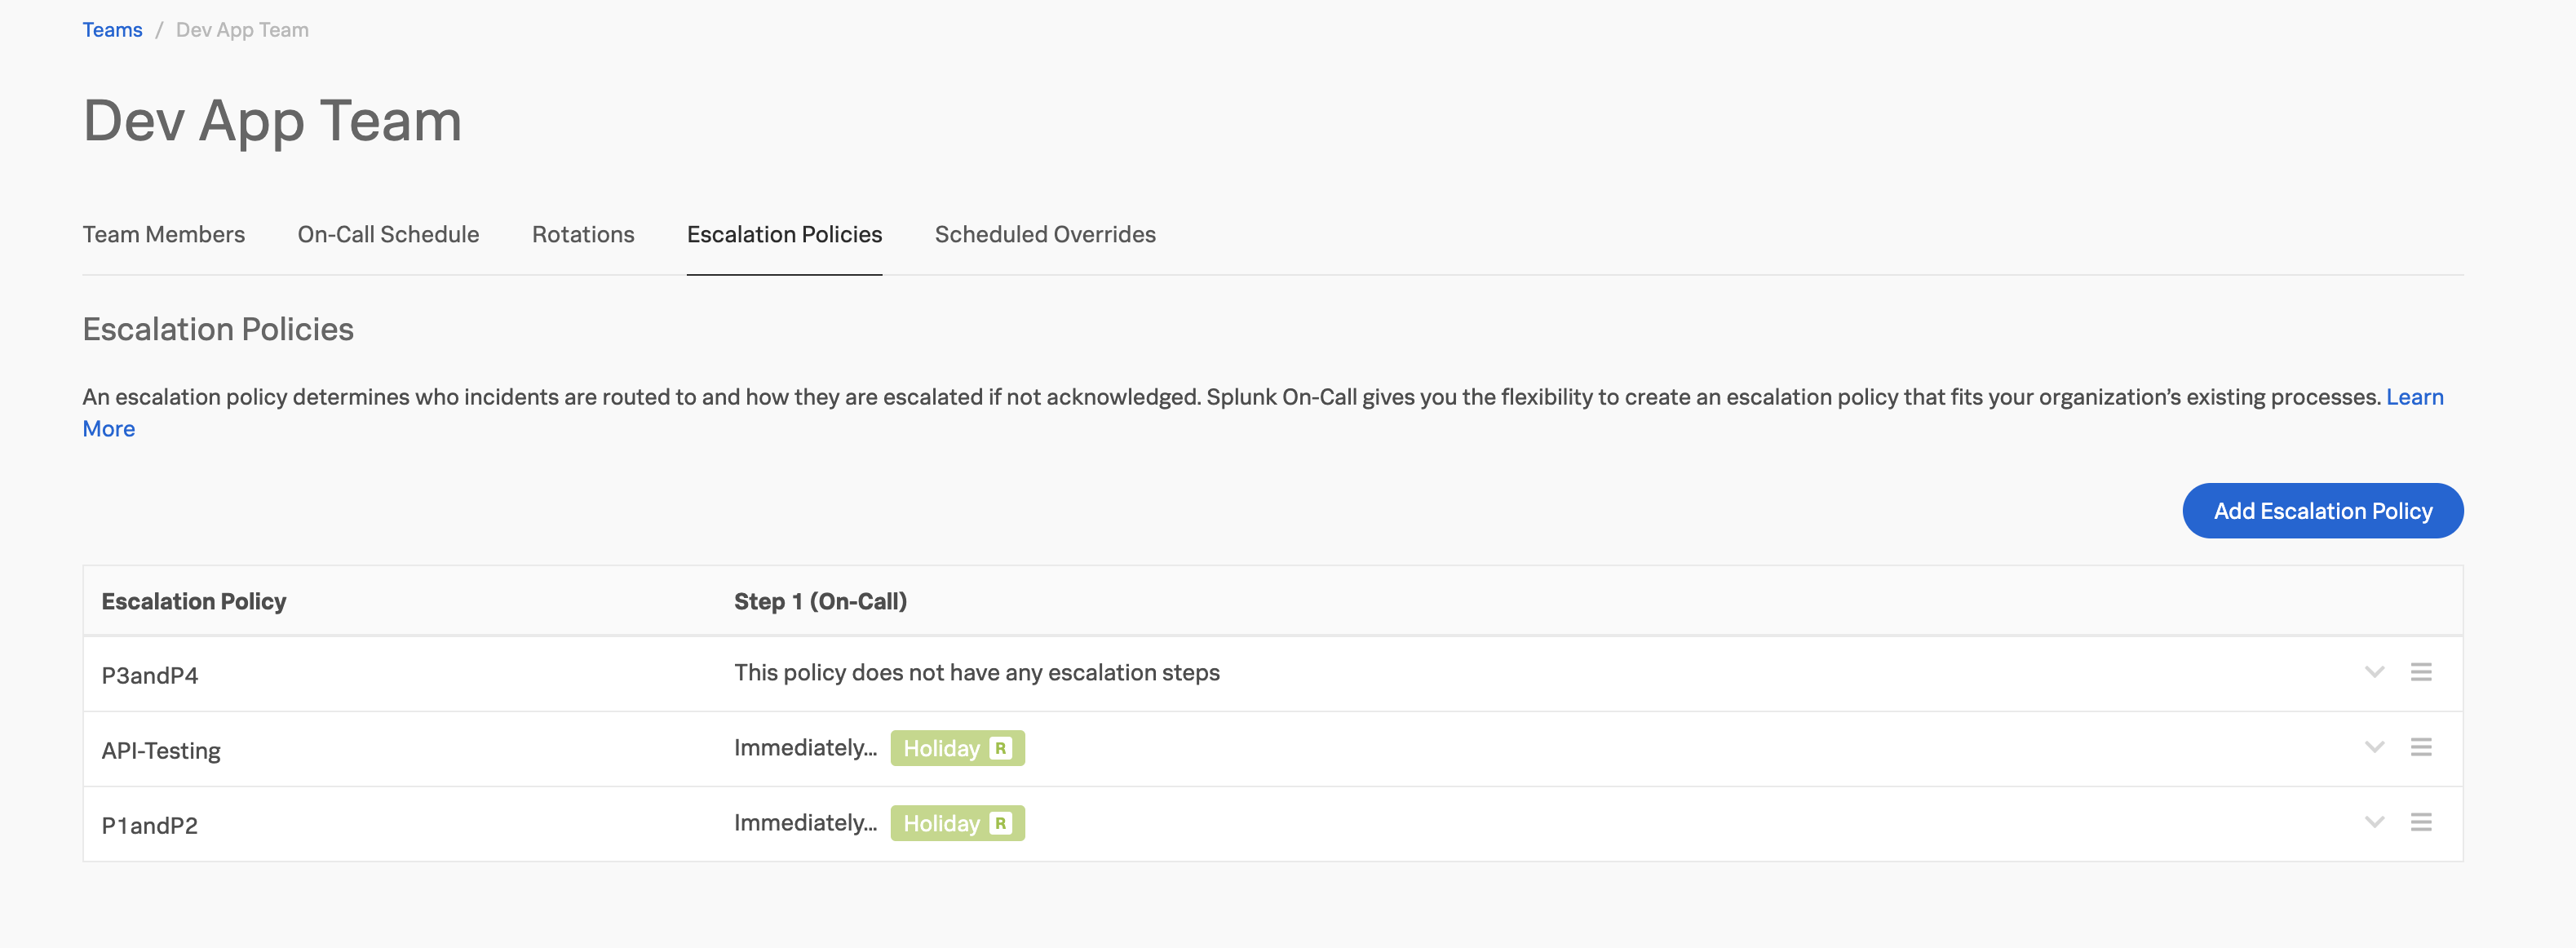 Teams / Dev App Team
Dev App Team
Team Members On-Call Schedule Rotations Escalation Policies Scheduled Overrides
Escalation Policies
An escalation policy determines who incidents are routed to and how they are escalated if not acknowledged. Splunk On-Call gives you the flexibility to create an escalation policy that fits your organization’s existing processes. Learn
More
Add Escalation Policy
Escalation Policy Step 1 (On-Call)
P3andP4 This policy does not have any escalation steps
API-Testing Immediately... Holiday R
P1andP2 Immediately... Holiday R